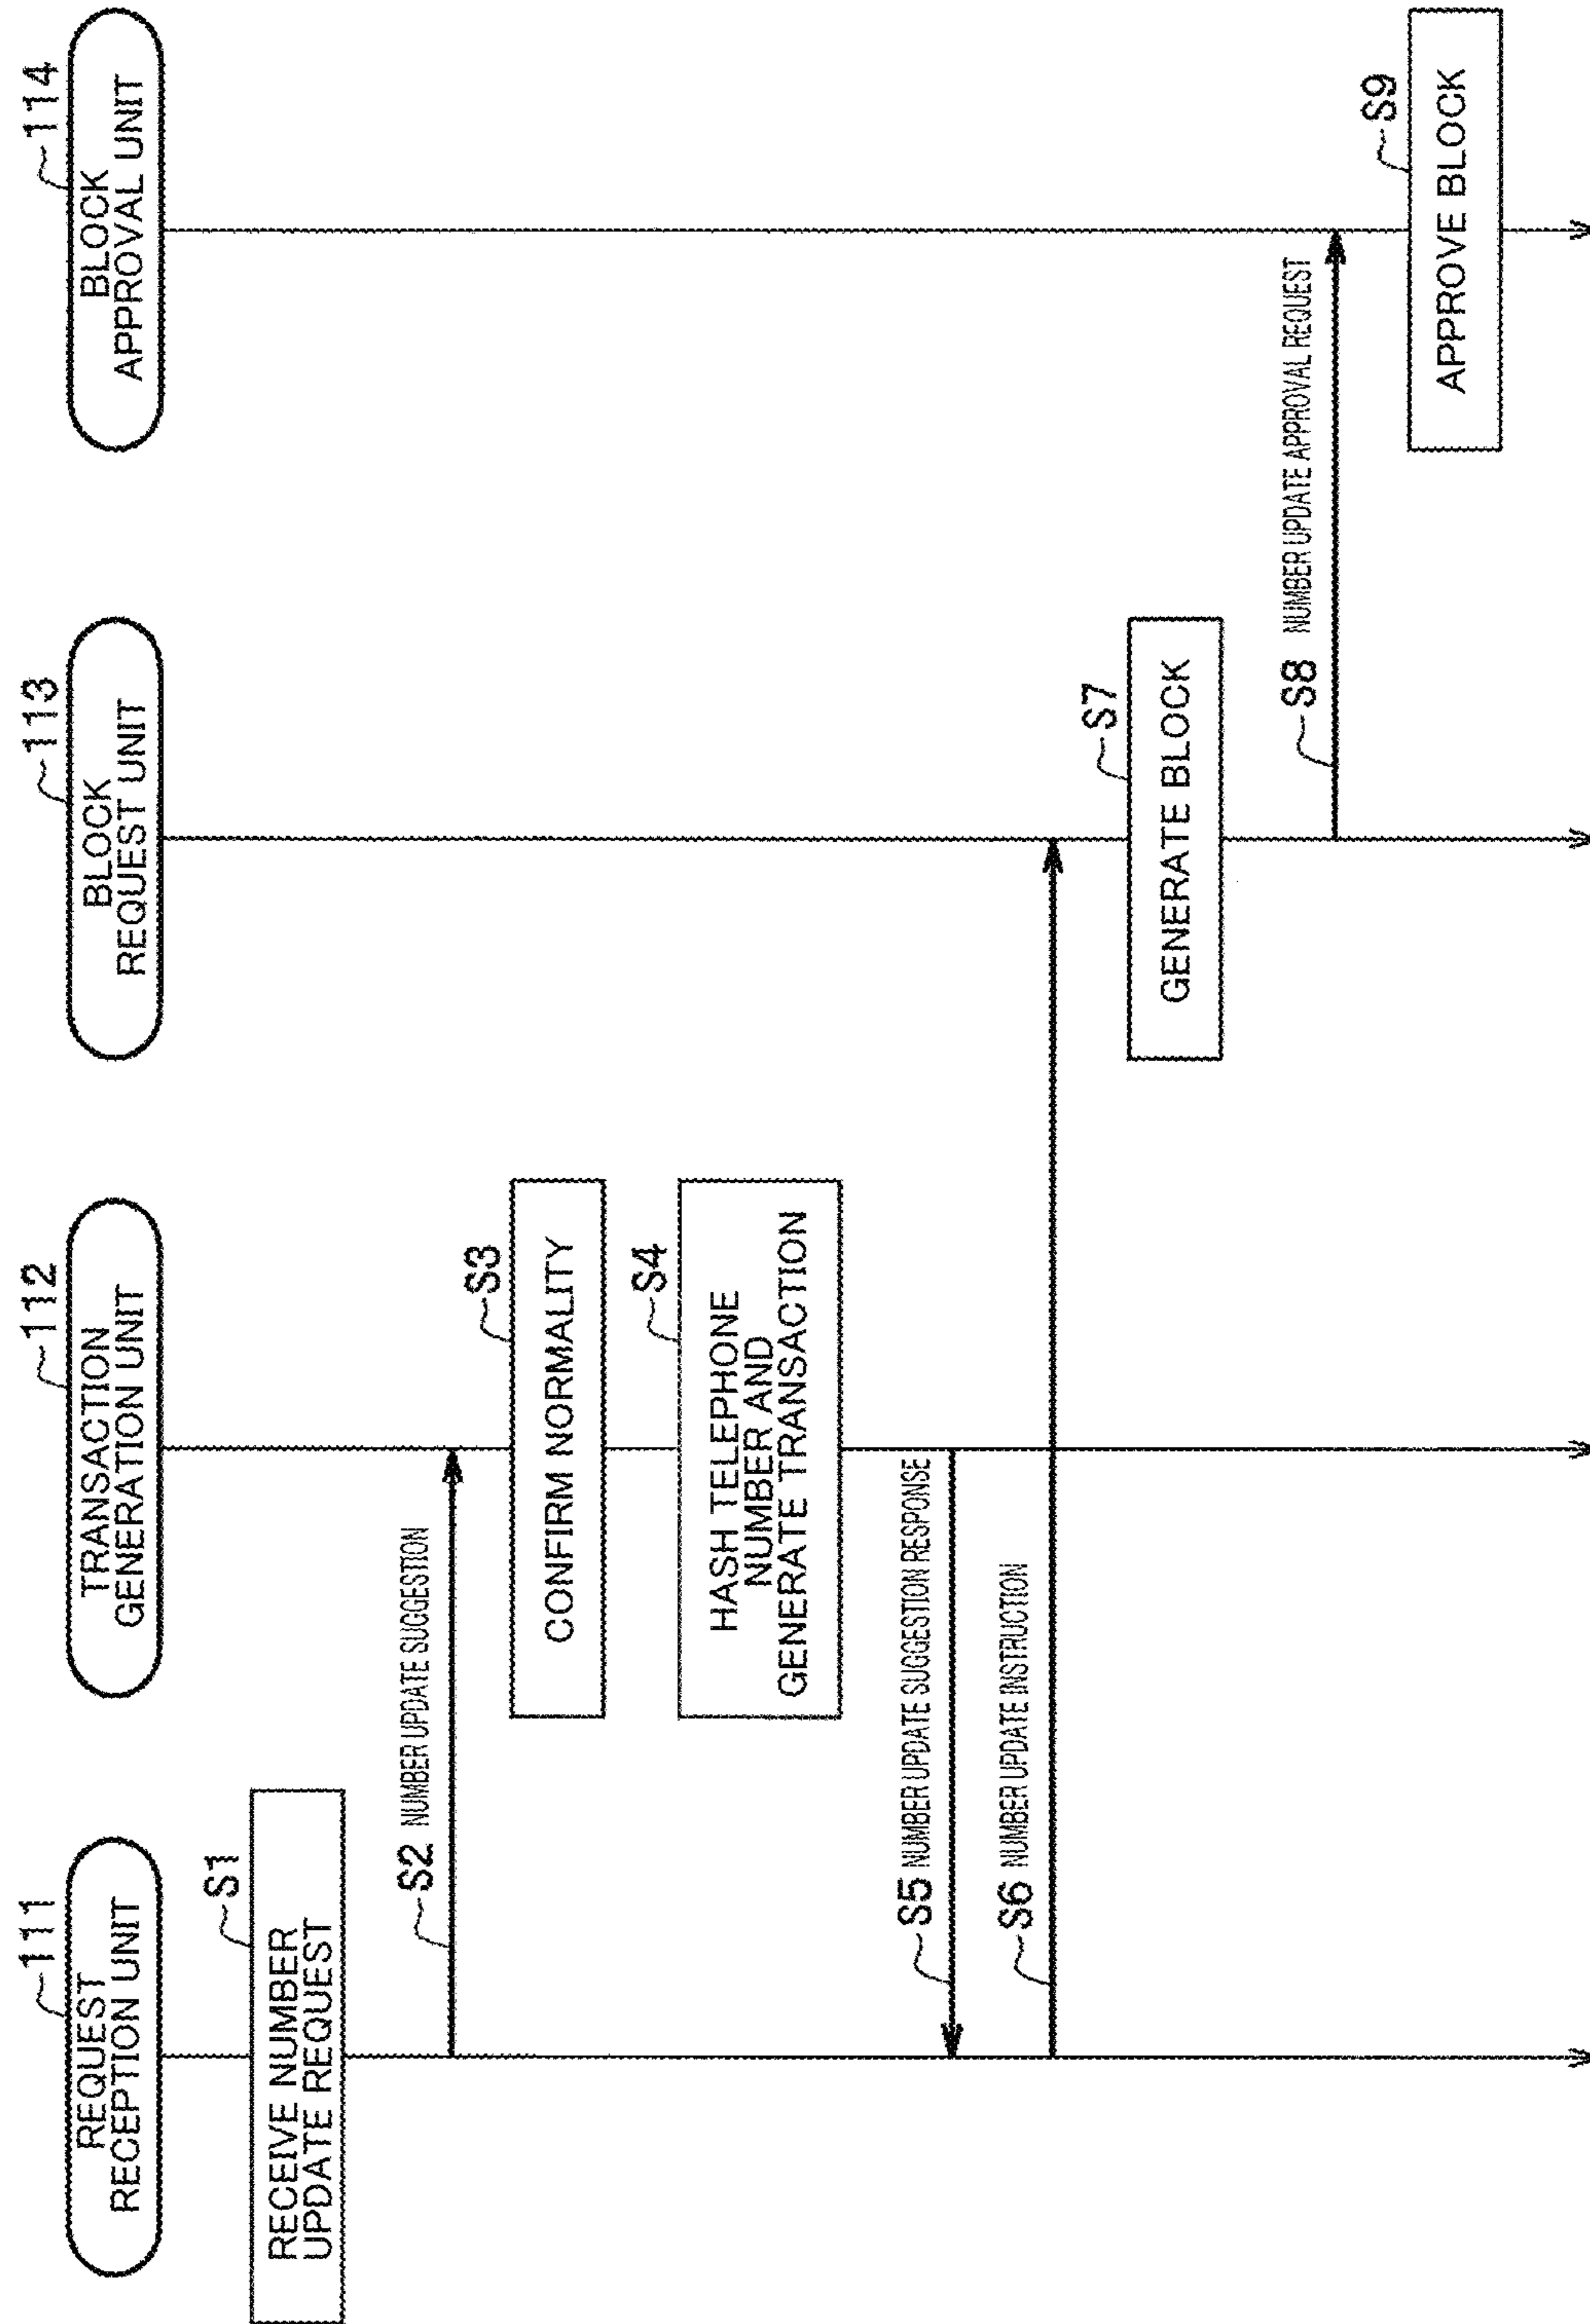 111
REQUEST
RECEPTION UNIT
112
TRANSACTION
GENERATION UNIT
113
BLOCK
REQUEST UNIT
114
BLOCK
APPROVAL UNIT
S1
RECEIVE NUMBER
UPDATE REQUEST
S2 NUMBER UPDATE SUGGESTION
S3
CONFIRM NORMALITY
S4
HASH TELEPHONE
NUMBER AND
GENERATE TRANSACTION
S5 NUMBER UPDATE SUGGESTION RESPONSE
S6 NUMBER UPDATE INSTRUCTION
S7
GENERATE BLOCK
S8 NUMBER UPDATE APPROVAL REQUEST
S9
APPROVE BLOCK